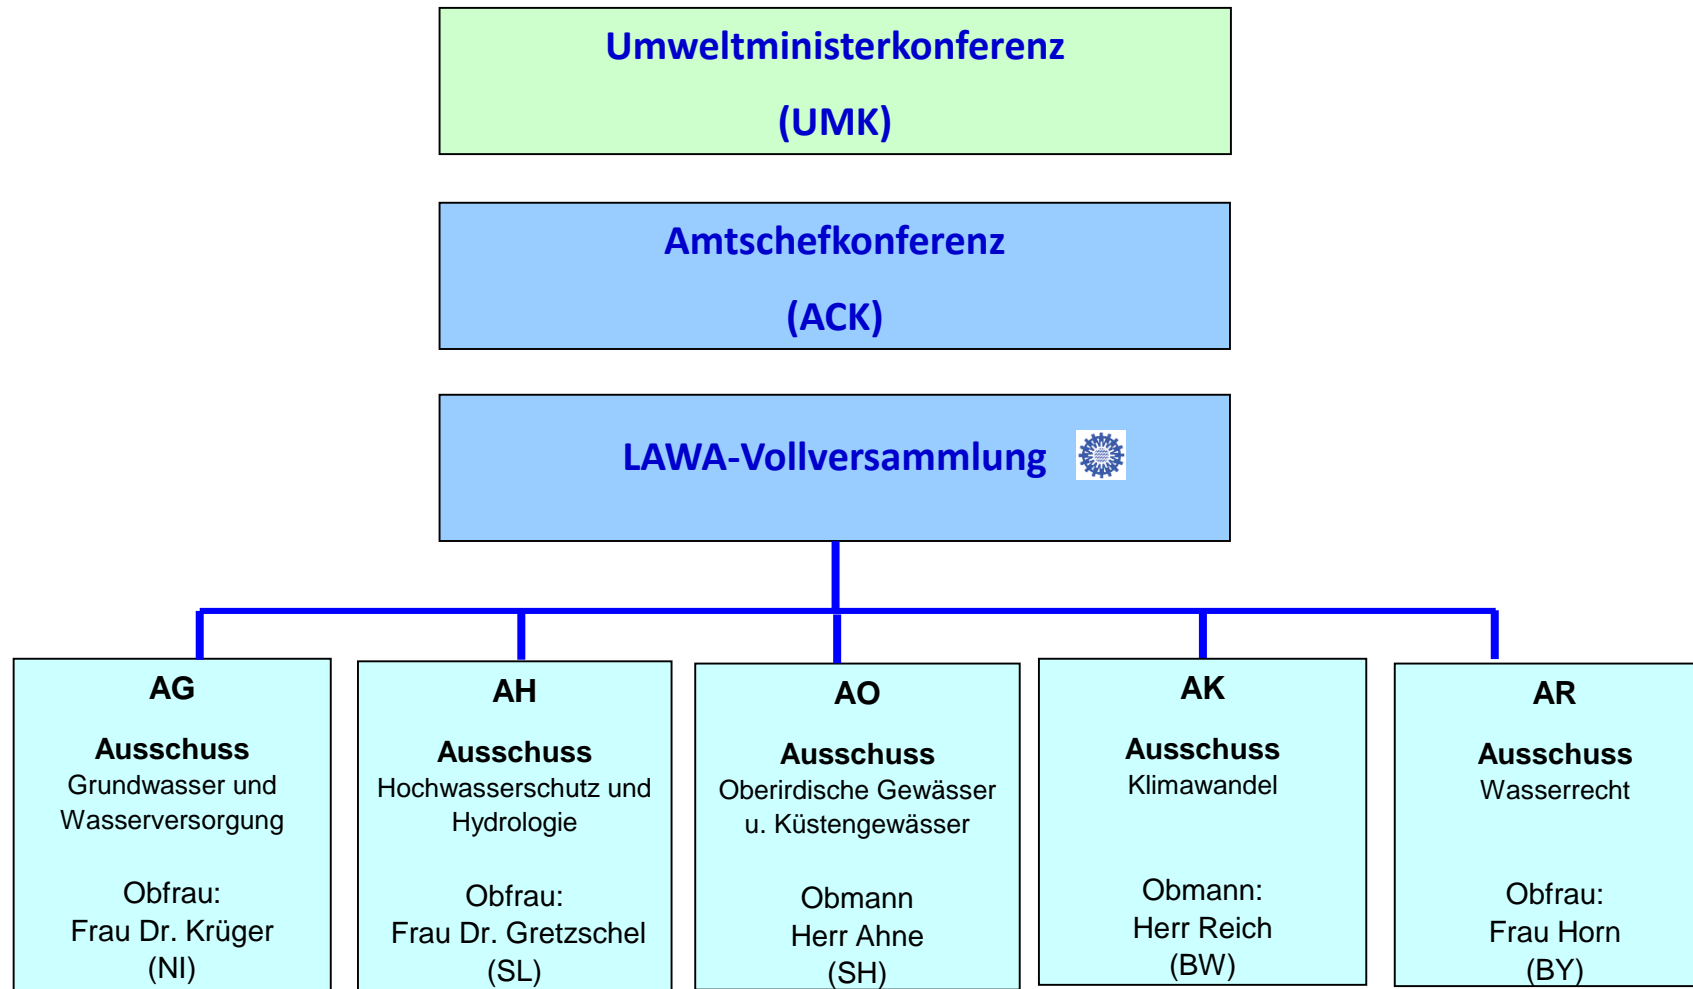 Umweltministerkonferenz
(UMK)
Amtschefkonferenz
(ACK)
LAWA-Vollversammlung
AG
Ausschuss
Grundwasser und
Wasserversorgung
Obfrau:
Frau Dr. Krüger
(NI)
AH
Ausschuss
Hochwasserschutz und
Hydrologie
Obfrau:
Frau Dr. Gretzschel
(SL)
AO
Ausschuss
Oberirdische Gewässer
u. Küstengewässer
Obmann
Herr Ahne
(SH)
AK
Ausschuss
Klimawandel
Obmann:
Herr Reich
(BW)
AR
Ausschuss
Wasserrecht
Obfrau:
Frau Horn
(BY)